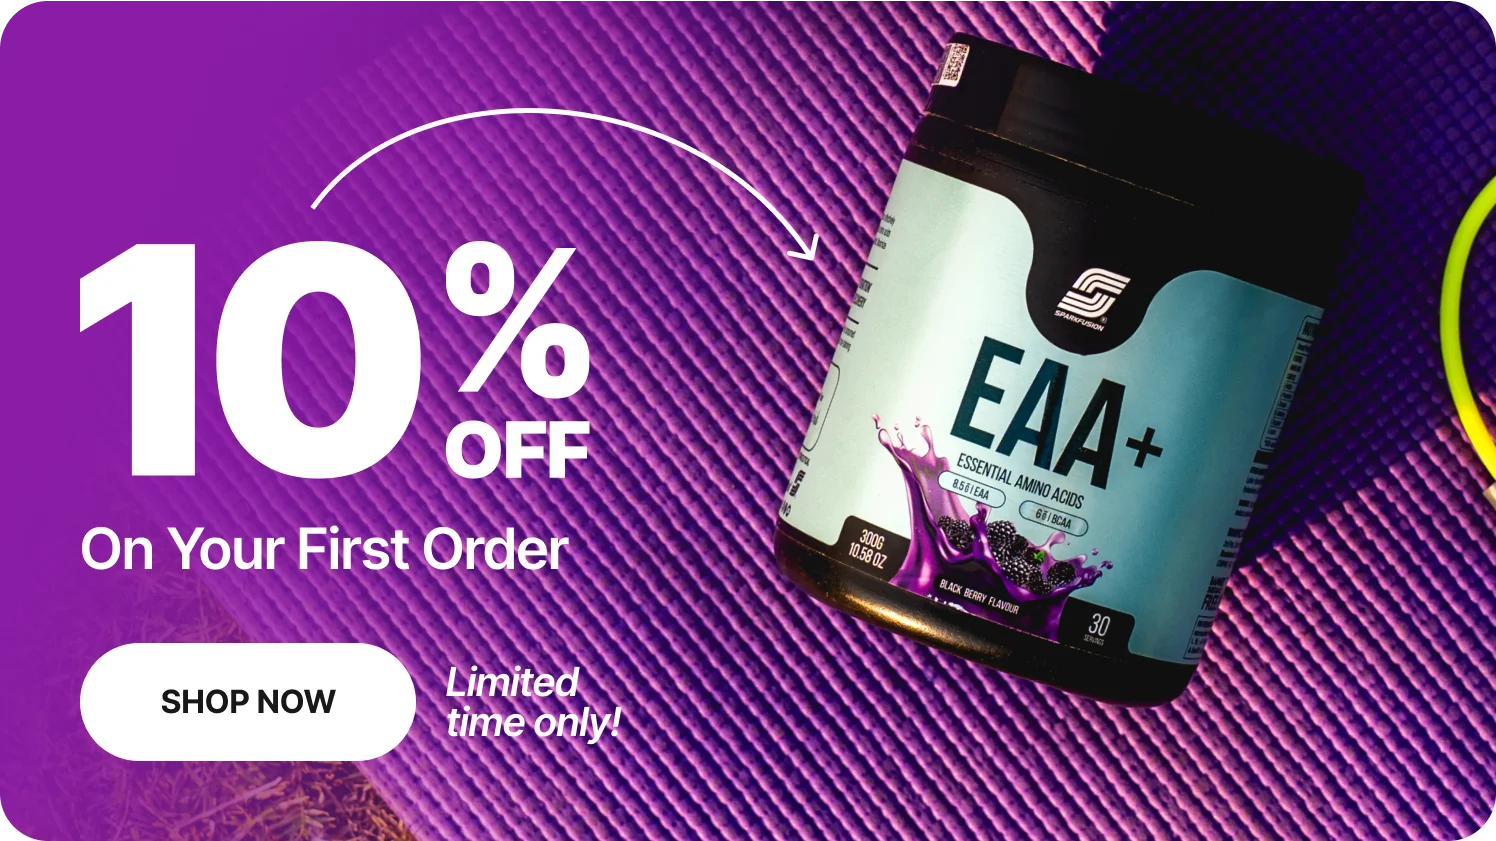 10%
OFF
On Your First Order
SHOP NOW
Limited
time only!
SPARKFUSION
EAA+
ESSENTIAL AMINO ACIDS
8.5g | EAA
6g | BCAA
300G
10.58 OZ
BLACK BERRY FLAVOUR
30
SERVINGS